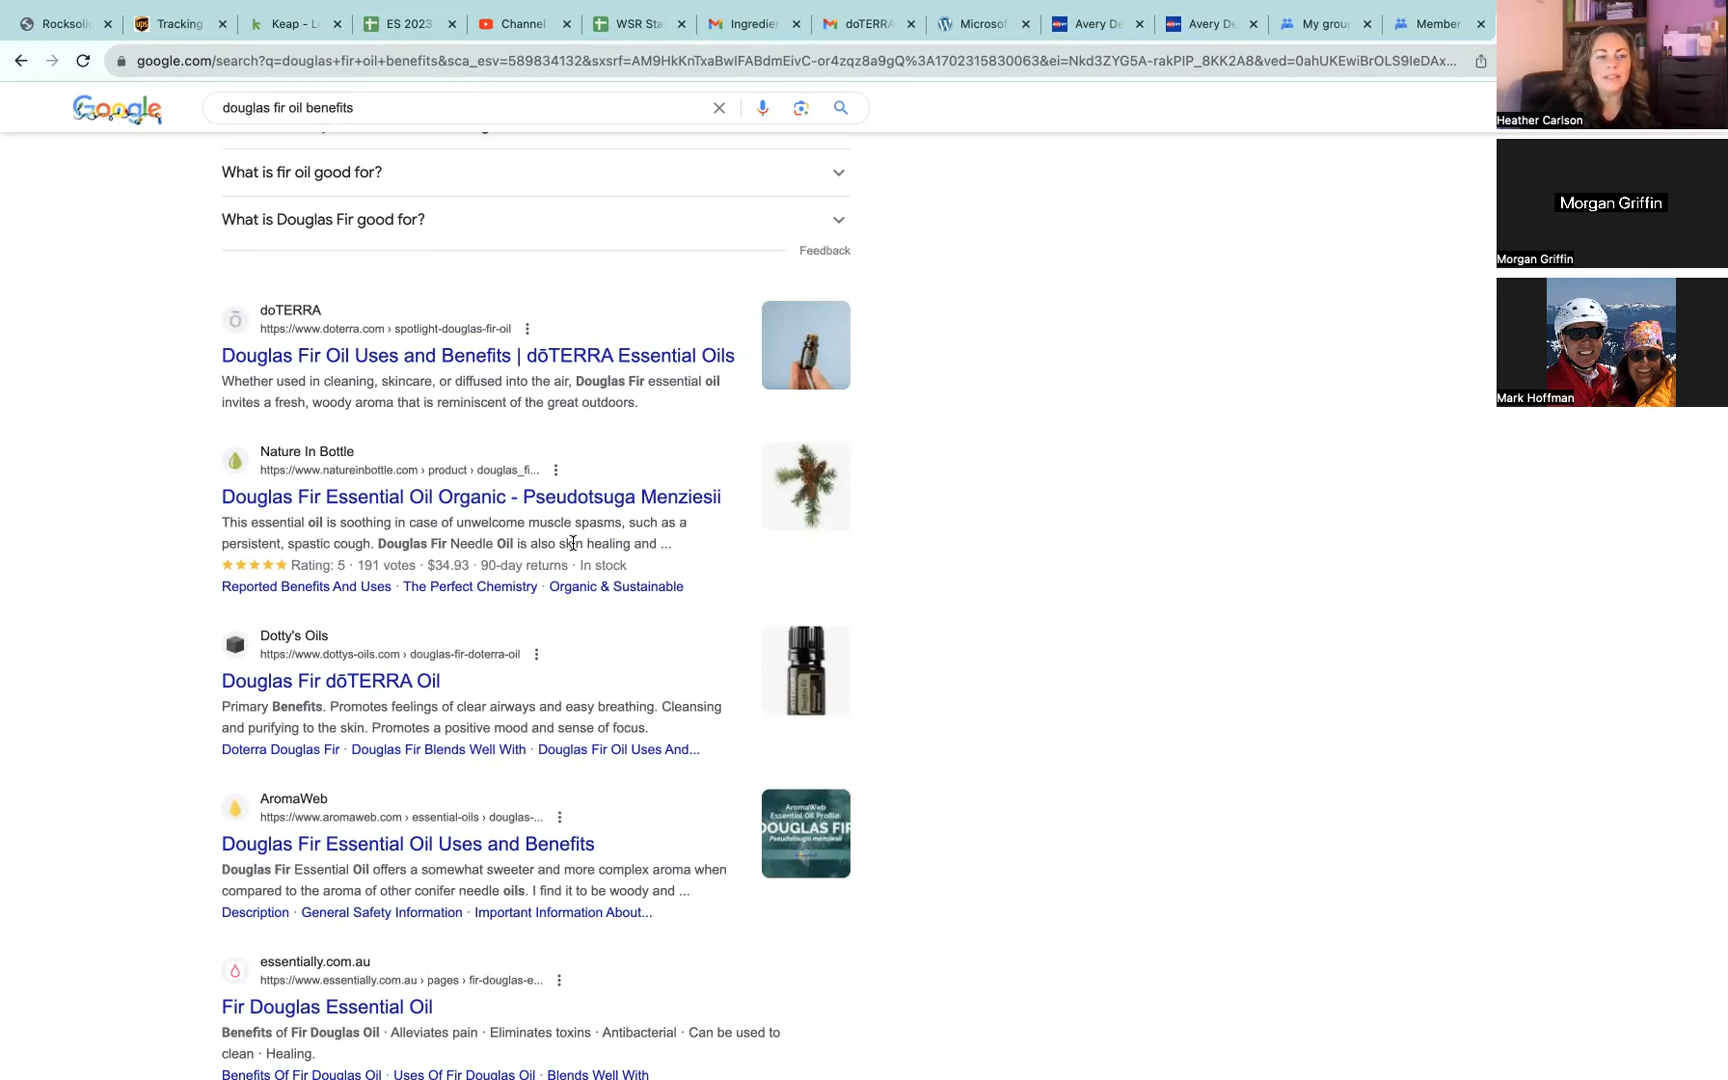 Rocksoli
Tracking
Keap - L
ES 2023
Channel
WSR Sta
Ingredier
doTERRA
Microsof
Avery De
Avery De
My grou
Member
google.com/search?q=douglas+fir+oil+benefits&sca_esv=589834132&sxsrf=AM9HkKnTxaBwIFABdmEivC-or4zqz8a9gQ%3A1702315830063&ei=Nkd3ZYG5A-rakPIP_8KK2A8&ved=0ahUKEwiBrOLS9IeDAx...
Google
douglas fir oil benefits
What is fir oil good for?
What is Douglas Fir good for?
Feedback
doTERRA
https://www.doterra.com › spotlight-douglas-fir-oil
Douglas Fir Oil Uses and Benefits | dōTERRA Essential Oils
Whether used in cleaning, skincare, or diffused into the air, Douglas Fir essential oil
invites a fresh, woody aroma that is reminiscent of the great outdoors.
Nature In Bottle
https://www.natureinbottle.com › product › douglas_fi...
Douglas Fir Essential Oil Organic - Pseudotsuga Menziesii
This essential oil is soothing in case of unwelcome muscle spasms, such as a
persistent, spastic cough. Douglas Fir Needle Oil is also skin healing and ...
Rating: 5 · 191 votes · $34.93 · 90-day returns · In stock
Reported Benefits And Uses · The Perfect Chemistry · Organic & Sustainable
Dotty's Oils
https://www.dottys-oils.com › douglas-fir-doterra-oil
Douglas Fir dōTERRA Oil
Primary Benefits. Promotes feelings of clear airways and easy breathing. Cleansing
and purifying to the skin. Promotes a positive mood and sense of focus.
Doterra Douglas Fir · Douglas Fir Blends Well With · Douglas Fir Oil Uses And...
AromaWeb
https://www.aromaweb.com › essential-oils › douglas-...
Douglas Fir Essential Oil Uses and Benefits
Douglas Fir Essential Oil offers a somewhat sweeter and more complex aroma when
compared to the aroma of other conifer needle oils. I find it to be woody and ...
Description · General Safety Information · Important Information About...
AromaWeb
Essential Oil Profile
DOUGLAS FIR
Pseudotsuga menziesii
essentially.com.au
https://www.essentially.com.au › pages › fir-douglas-e...
Fir Douglas Essential Oil
Benefits of Fir Douglas Oil · Alleviates pain · Eliminates toxins · Antibacterial · Can be used to
clean · Healing.
Benefits Of Fir Douglas Oil · Uses Of Fir Douglas Oil · Blends Well With
Heather Carlson
Morgan Griffin
Morgan Griffin
Mark Hoffman